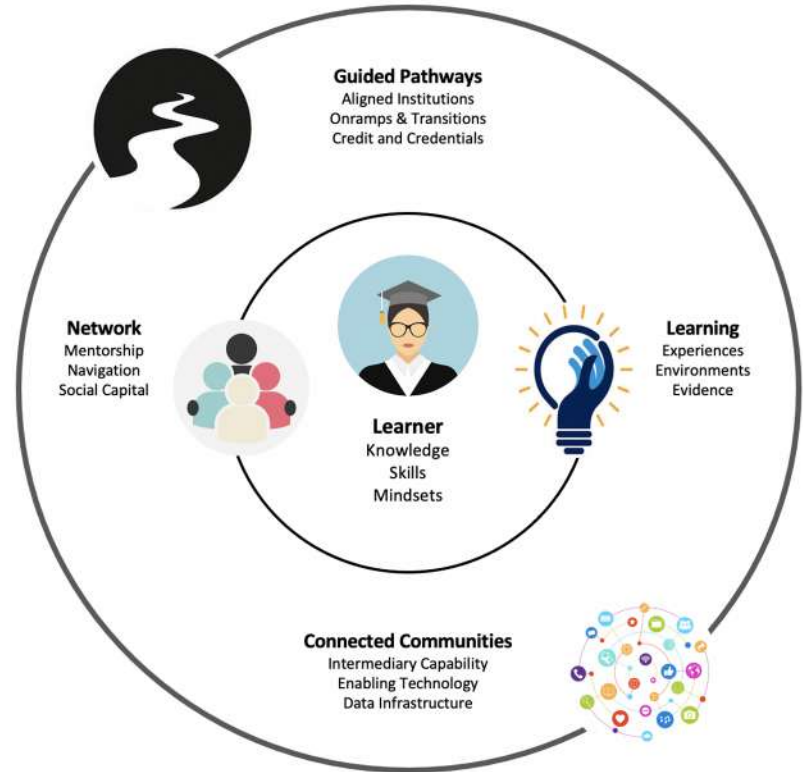 Guided Pathways
Aligned Institutions
Onramps & Transitions
Credit and Credentials
Network
Mentorship
Navigation
Social Capital
Learner
Knowledge
Skills
Mindsets
Learning
Experiences
Environments
Evidence
Connected Communities
Intermediary Capability
Enabling Technology
Data Infrastructure